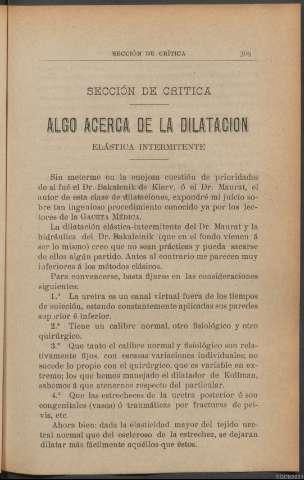 SECCIÓN DE CRÍTICA
SECCIÓN DE CRITICA
ALGO ACERCA DE LA DILATACION
ELÁSTICA INTERMITENTE
Sin meterme en la enojosa cuestión de prioridades
de si fué el Dr. Bakaleinik de Kierv, ó el Dr. Maurat, el
autor de esta clase de dilataciones, expondré mi juicio so-
bre tan ingenioso procedimiento conocido ya por los lec-
tores de la GACETA MÉDICA.
La dilatación elástica-intermitente del Dr. Maurat y la
hidráulica del Dr. Bakaleinik (que en el fondo vienen á
ser lo mismo) creo que no sean prácticas y pueda sacarse
de ellos algún partido. Antes al contrario me parecen muy
inferiores á los métodos clásicos.
Para convencerse, basta fijarse en las consideraciones
siguientes:
1.ª La uretra es un canal virtual fuera de los tiempos
de micción, estando constantemente aplicadas sus paredes
superior é inferior.
2.ª Tiene un calibre normal, otro fisiológico y otro
quirúrgico.
3.ª Que tanto el calibre normal y fisiológico son rela-
tivamente fijos, con escasas variaciones individuales; no
sucede lo propio con el quirúrgico, que es variable en ex-
tremo; los que hemos manejado el dilatador de Kollman,
sabemos á que atenernos respecto del particular.
4.ª Que las estrecheces de la uretra posterior ó son
congenitales (vasos) ó traumáticas por fracturas de pel-
vis, etc.
Ahora bien: dada la elasticidad mayor del tejido ure-
tral normal que del escleroso de la estrechez, se dejaran
dilatar más fácilmente aquéllos que éstos.